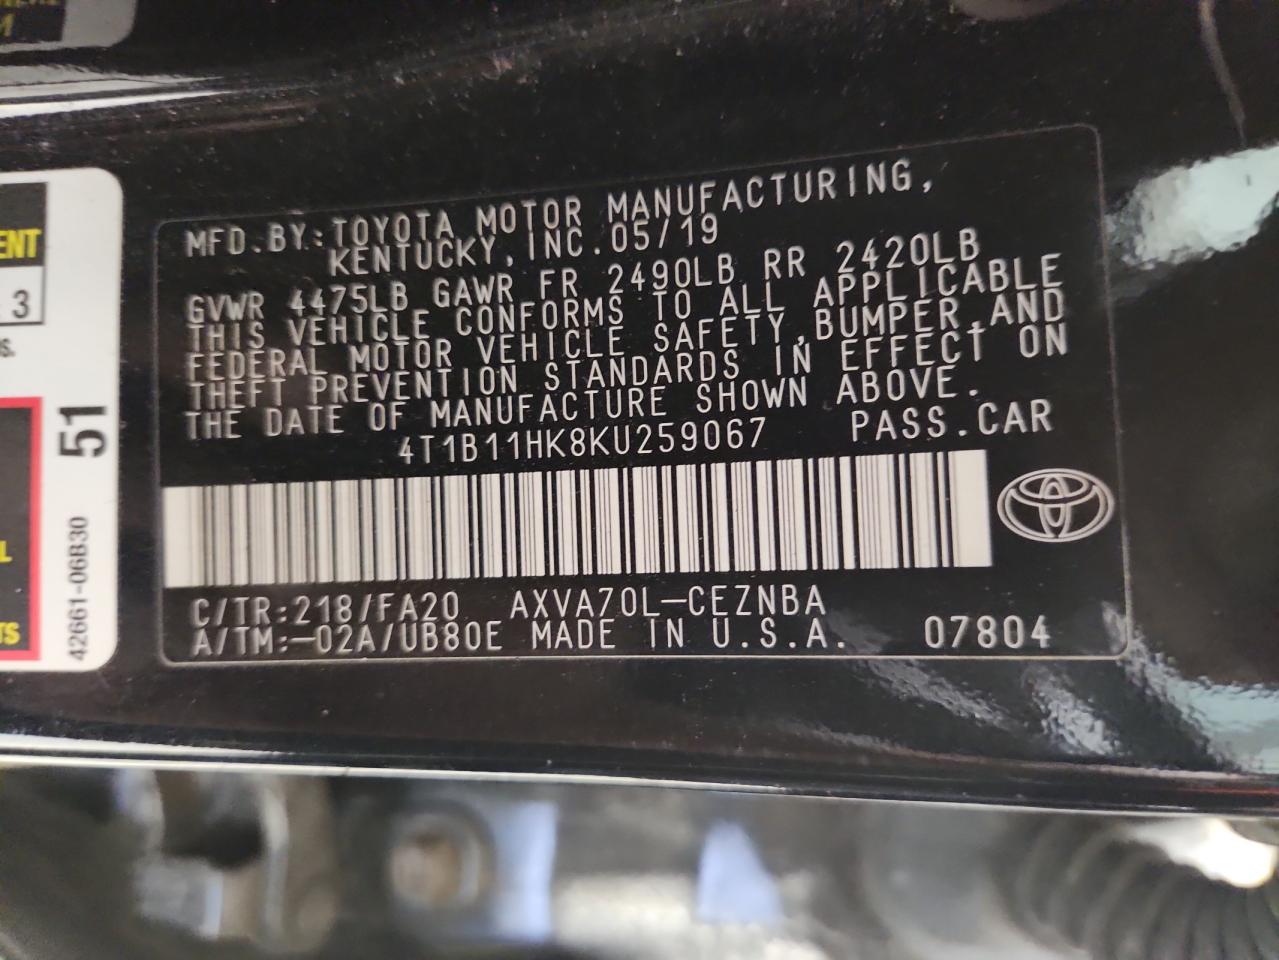 MFD.BY:TOYOTA MOTOR MANUFACTURING,
KENTUCKY, INC.05/19
GVWR 4475LB GAWR FR 2490LB RR 2420LB
THIS VEHICLE CONFORMS TO ALL APPLICABLE
FEDERAL MOTOR VEHICLE SAFETY,BUMPER,AND
THEFT PREVENTION STANDARDS IN EFFECT ON
THE DATE OF MANUFACTURE SHOWN ABOVE.
4T1B11HK8KU259067 PASS.CAR
C/TR:218/FA20 AXVA70L-CEZNBA
A/TM:-02A/UB80E MADE IN U.S.A. 07804
ENT
3
51
42661-06B30
L
TS